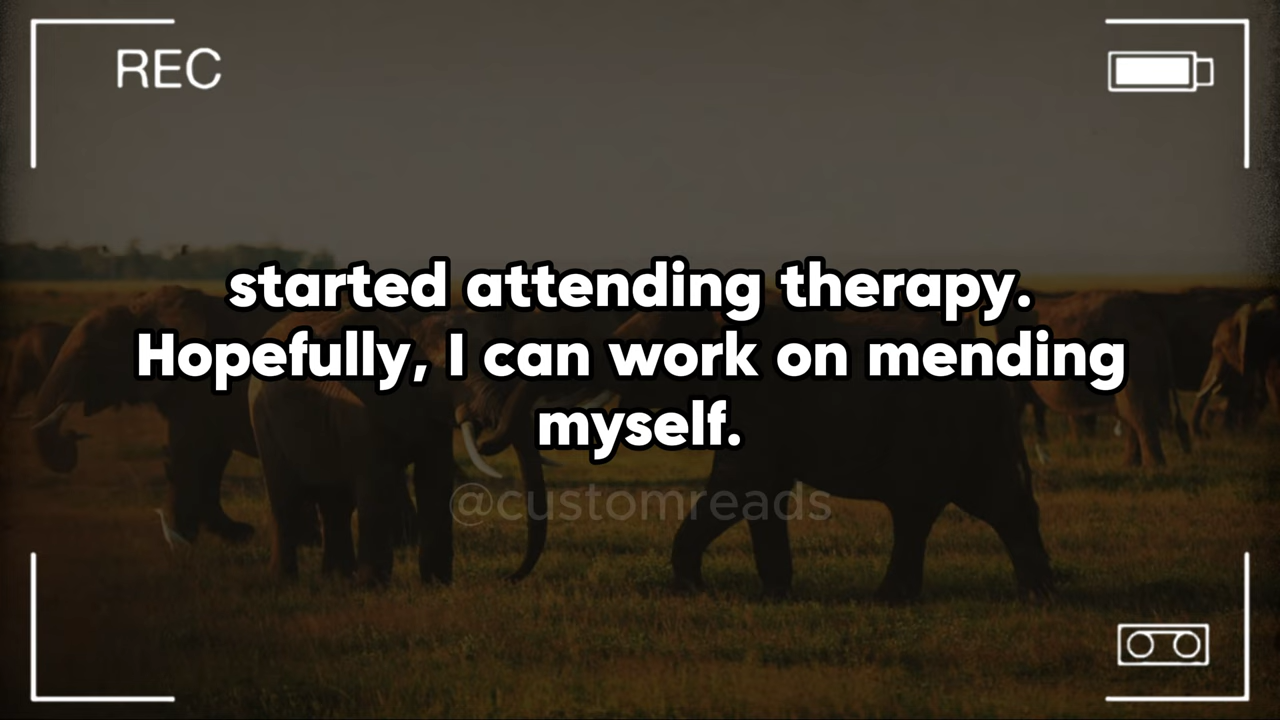 REC
started attending therapy.
Hopefully, I can work on mending
myself.
@customreads